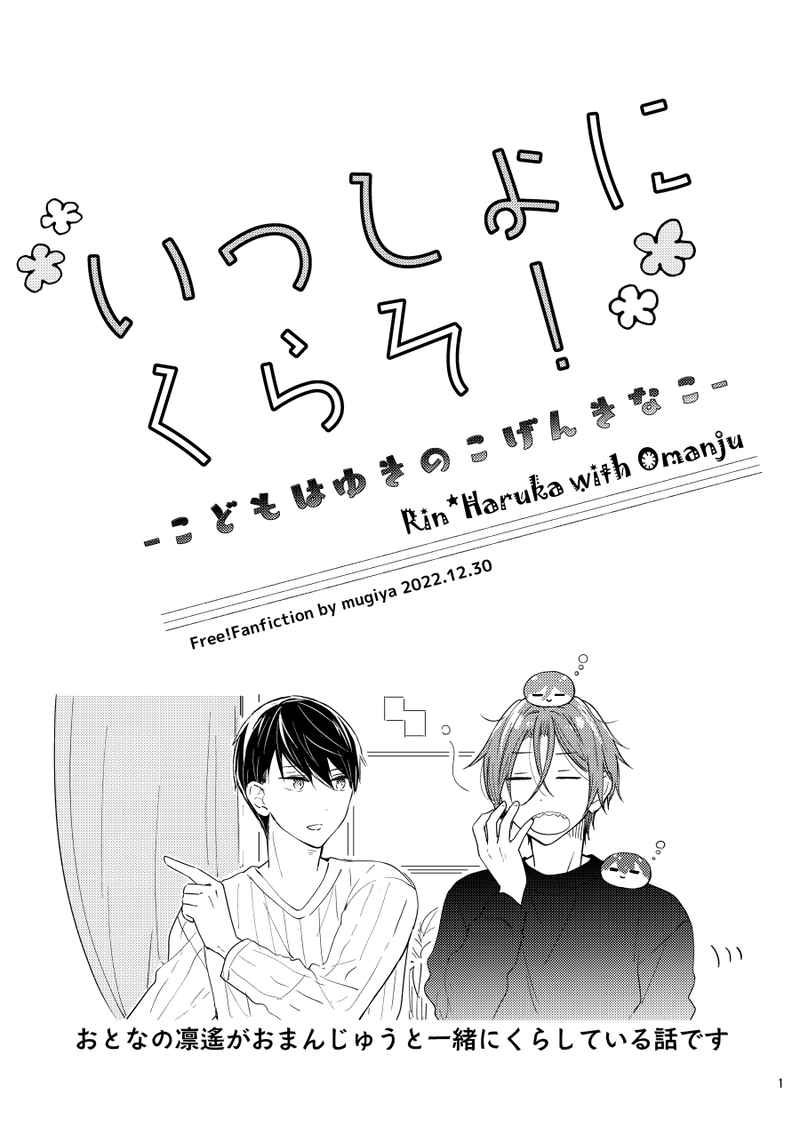 いっしょに
くらそ！
-こどもはゆきのこげんきなこ-
Rin*Haruka with Omanju
Free!Fanfiction by mugiya 2022.12.30
おとなの凛遙がおまんじゅうと一緒にくらしている話です
1